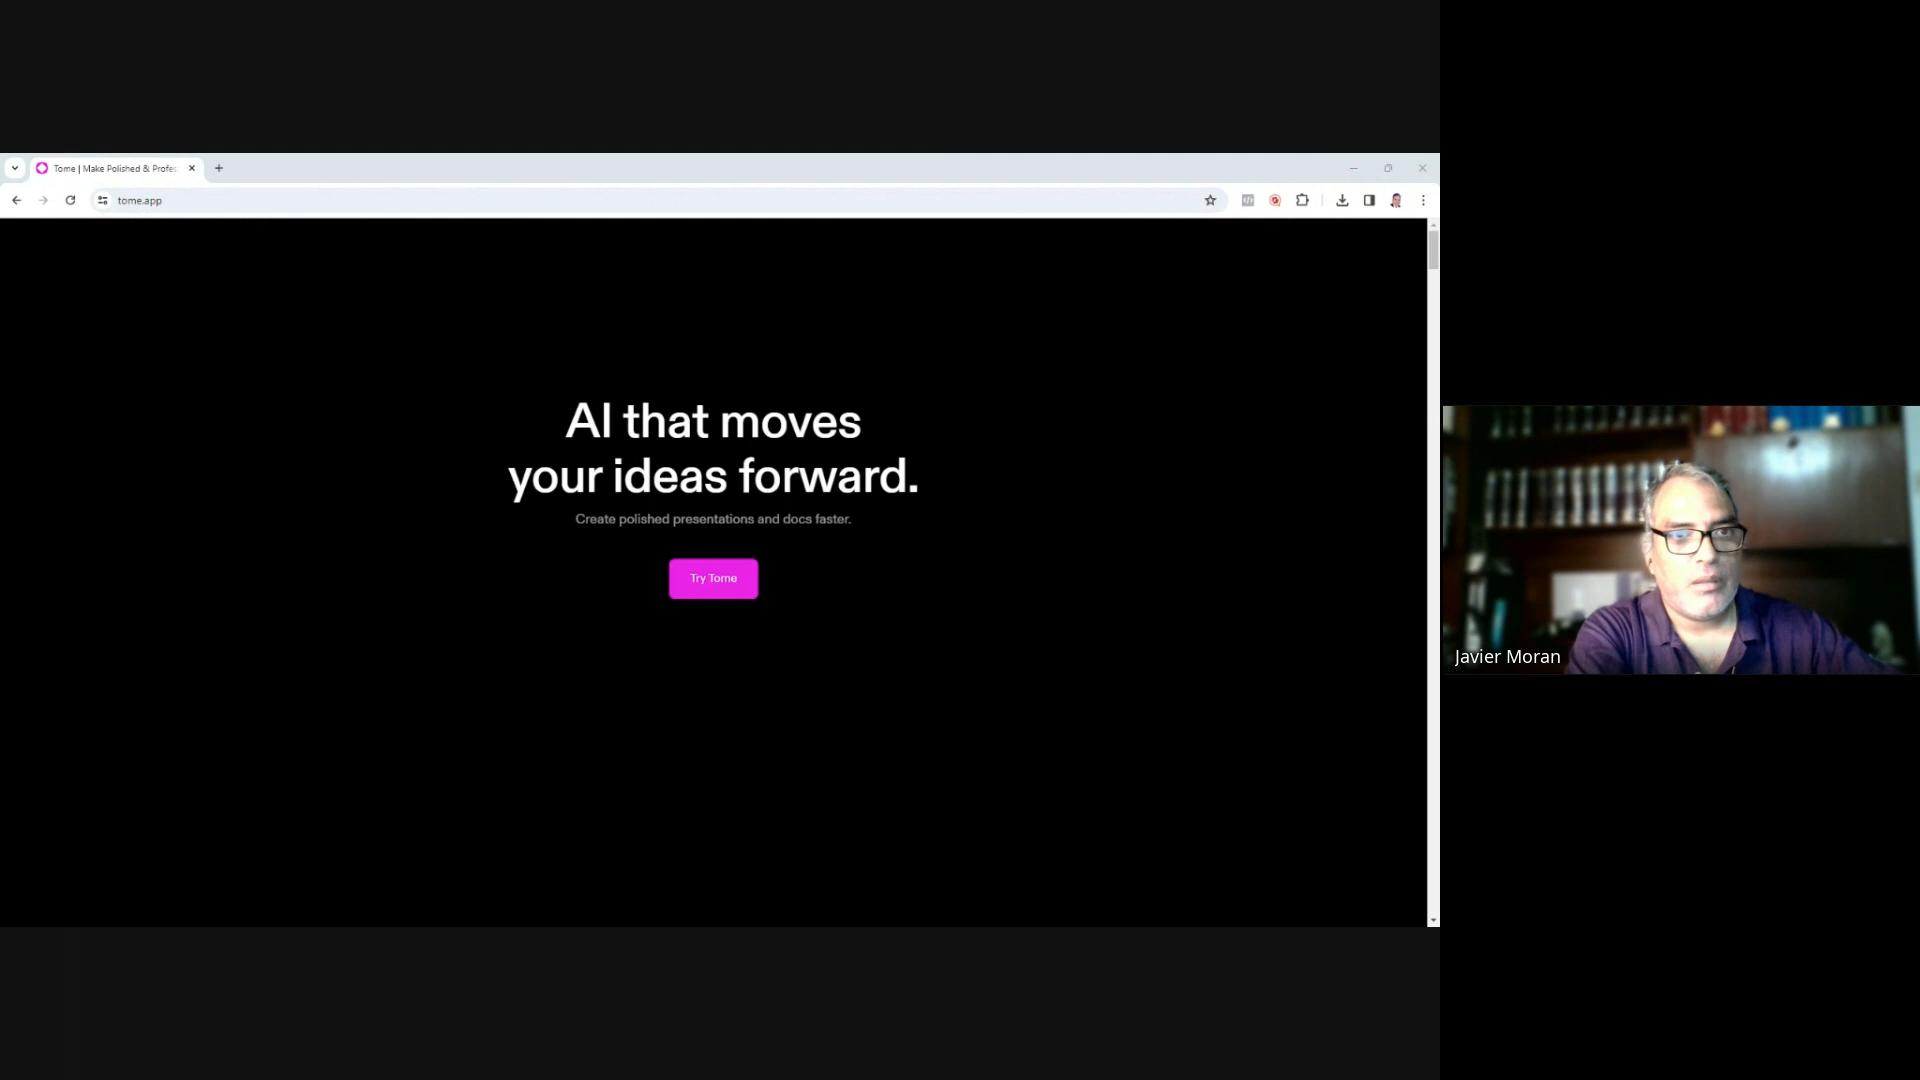 Tome | Make Polished & Profes
tome.app
AI that moves
your ideas forward.
Create polished presentations and docs faster.
Try Tome
Javier Moran